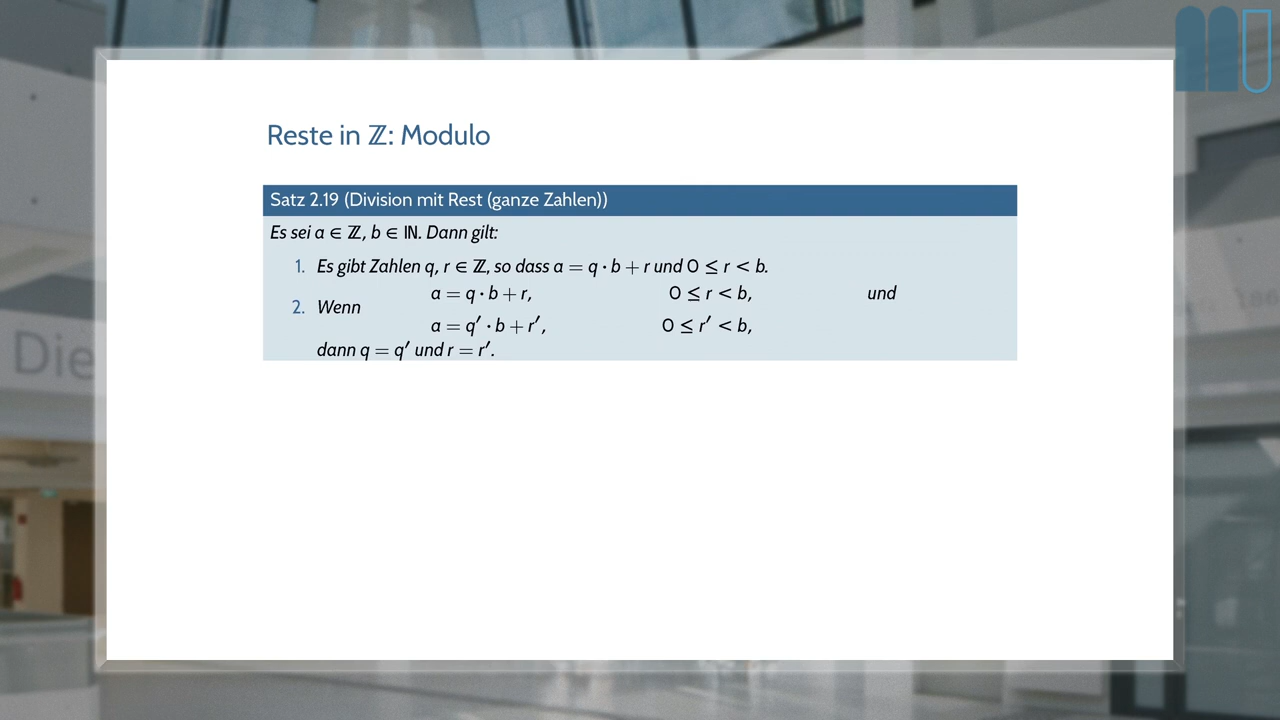 Reste in ℤ: Modulo
Satz 2.19 (Division mit Rest (ganze Zahlen))
Es sei a ∈ ℤ, b ∈ ℕ. Dann gilt:
1. Es gibt Zahlen q, r ∈ ℤ, so dass a = q · b + r und 0 ≤ r < b.
a = q · b + r, 0 ≤ r < b, und
2. Wenn
a = q′ · b + r′, 0 ≤ r′ < b,
dann q = q′ und r = r′.
Die